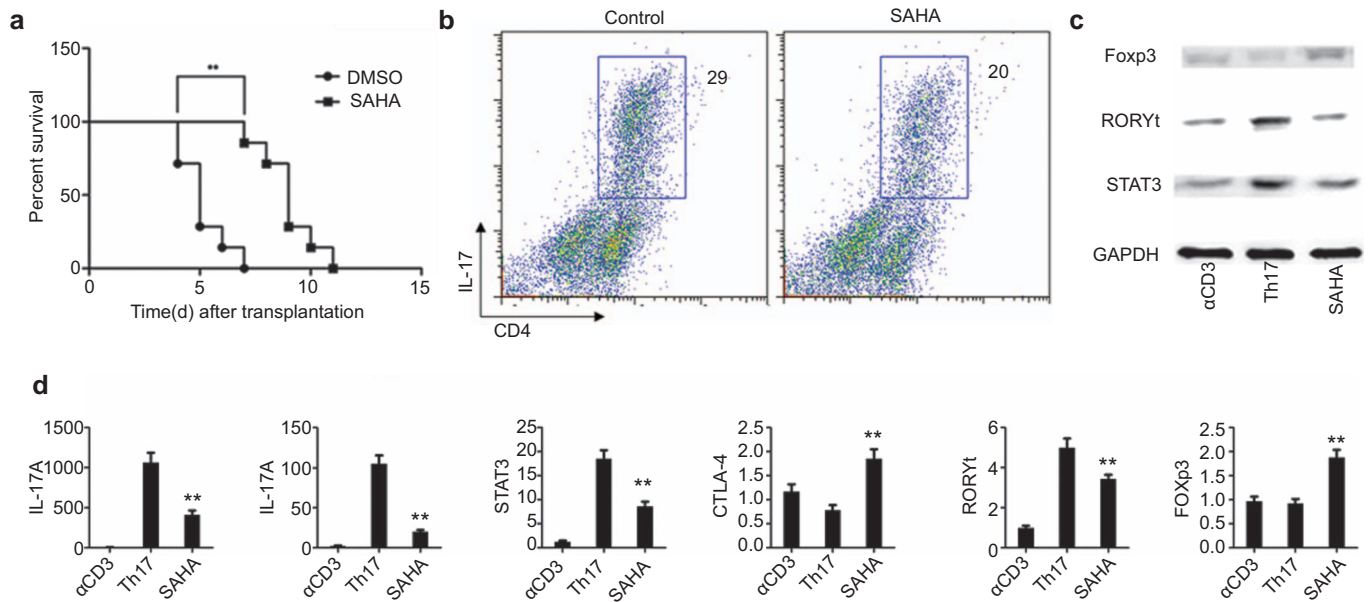 a
150
100
50
0
Percent survival
**
DMSO
SAHA
0 5 10 15
Time(d) after transplantation
b
Control
SAHA
29
20
IL-17
CD4
c
Foxp3
RORYt
STAT3
GAPDH
αCD3 Th17 SAHA
d
IL-17A
1500
1000
500
0
**
αCD3 Th17 SAHA
IL-17A
150
100
50
0
**
αCD3 Th17 SAHA
STAT3
25
20
15
10
5
0
**
αCD3 Th17 SAHA
CTLA-4
2.5
2.0
1.5
1.0
0.5
0.0
**
αCD3 Th17 SAHA
RORYt
6
4
2
0
**
αCD3 Th17 SAHA
FOXp3
2.5
2.0
1.5
1.0
0.5
0.0
**
αCD3 Th17 SAHA